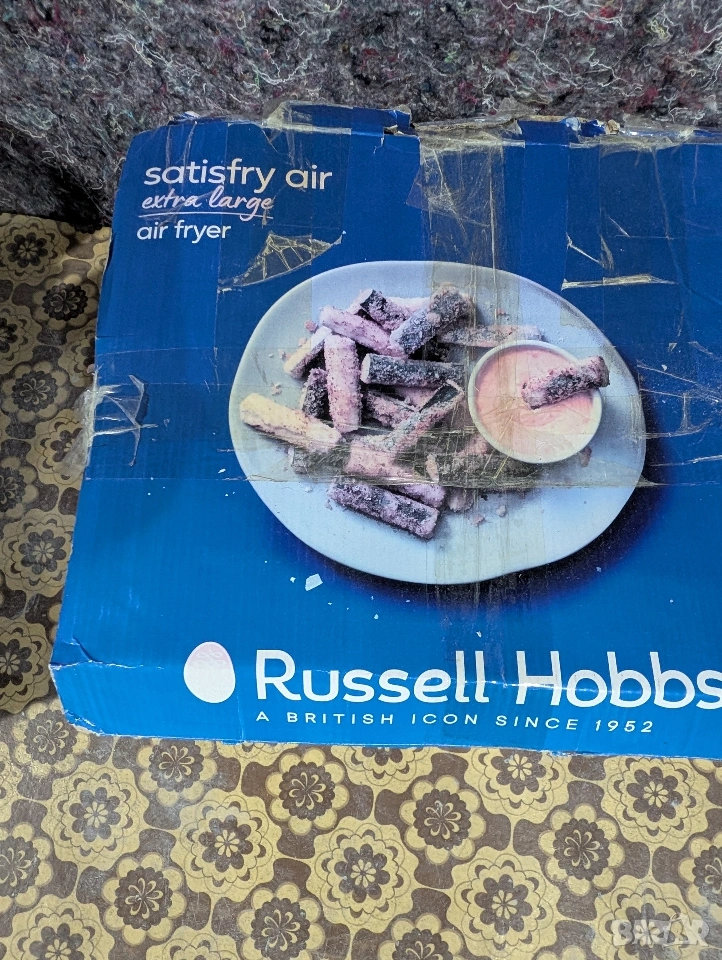 satisfry air
extra large
air fryer
Russell Hobbs
A BRITISH ICON SINCE 1952